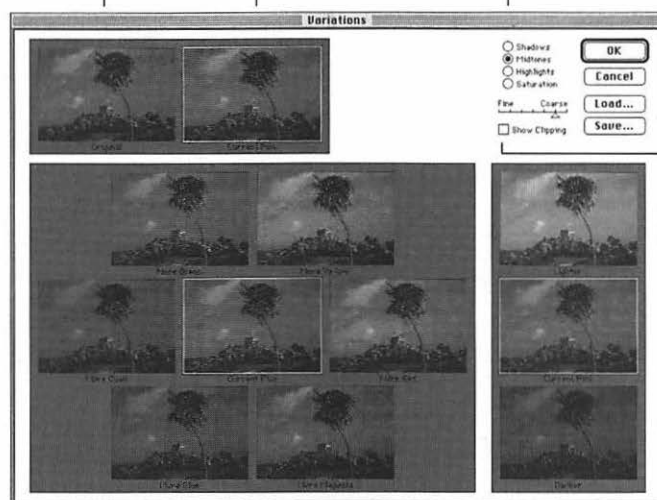 Variations
Original
Current Pick
Shadows
Midtones
Highlights
Saturation
Fine
Coarse
Show Clipping
OK
Cancel
Load...
Save...
More Green
More Yellow
Lighter
More Cyan
Current Pick
More Red
Current Pick
More Blue
More Magenta
Darker